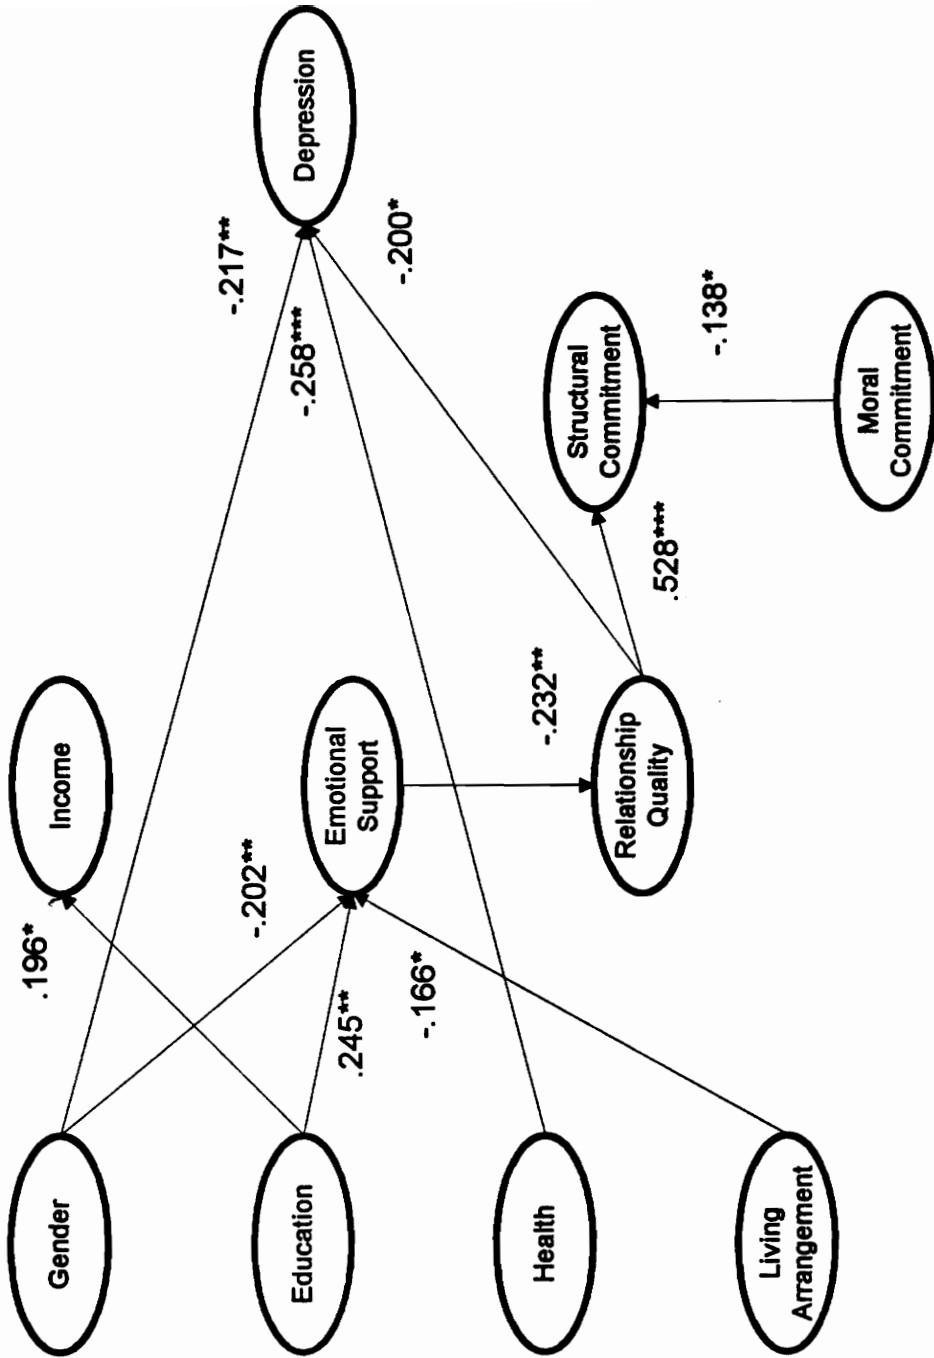 Gender
Education
Health
Living
Arrangement
.196*
-.202**
.245**
-.166*
Income
Emotional
Support
-.232**
Relationship
Quality
.528***
Structural
Commitment
-.138*
Moral
Commitment
-.217**
-.258***
-.200*
Depression